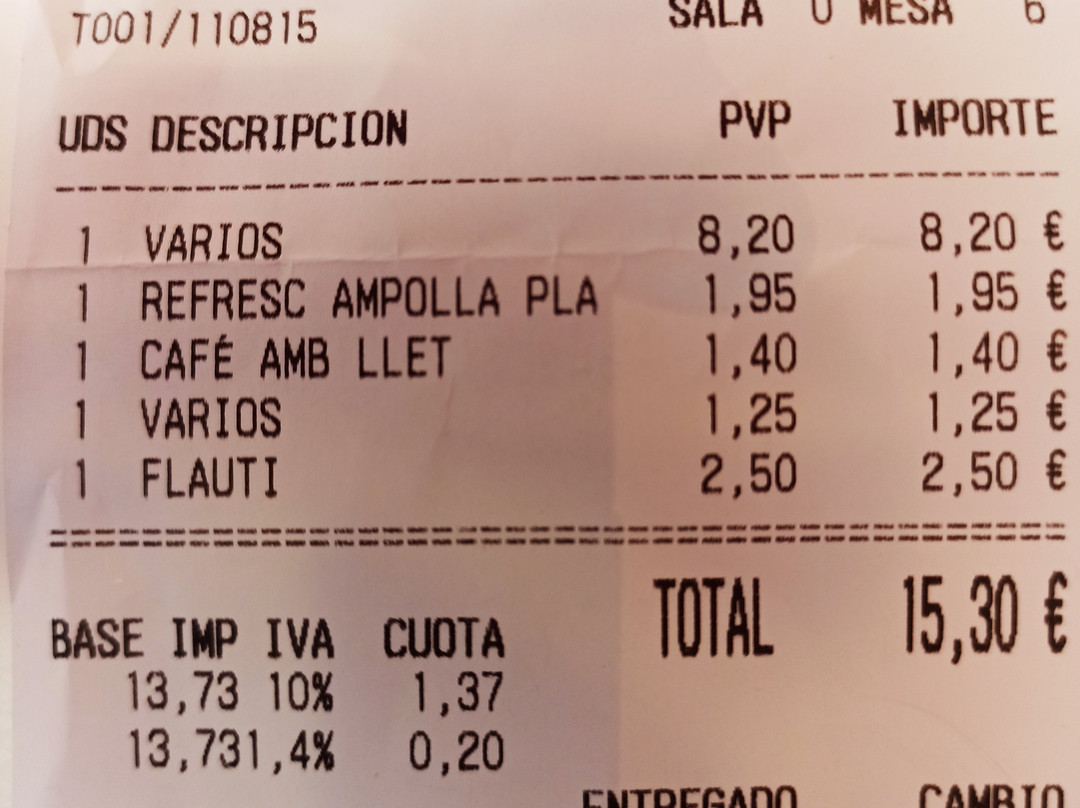 T001/110815 SALA 0 MESA 6
UDS DESCRIPCION PVP IMPORTE
1 VARIOS 8,20 8,20 €
1 REFRESC AMPOLLA PLA 1,95 1,95 €
1 CAFÉ AMB LLET 1,40 1,40 €
1 VARIOS 1,25 1,25 €
1 FLAUTI 2,50 2,50 €
TOTAL 15,30 €
BASE IMP IVA CUOTA
13,73 10% 1,37
13,731,4% 0,20
ENTREGADO CAMBIO